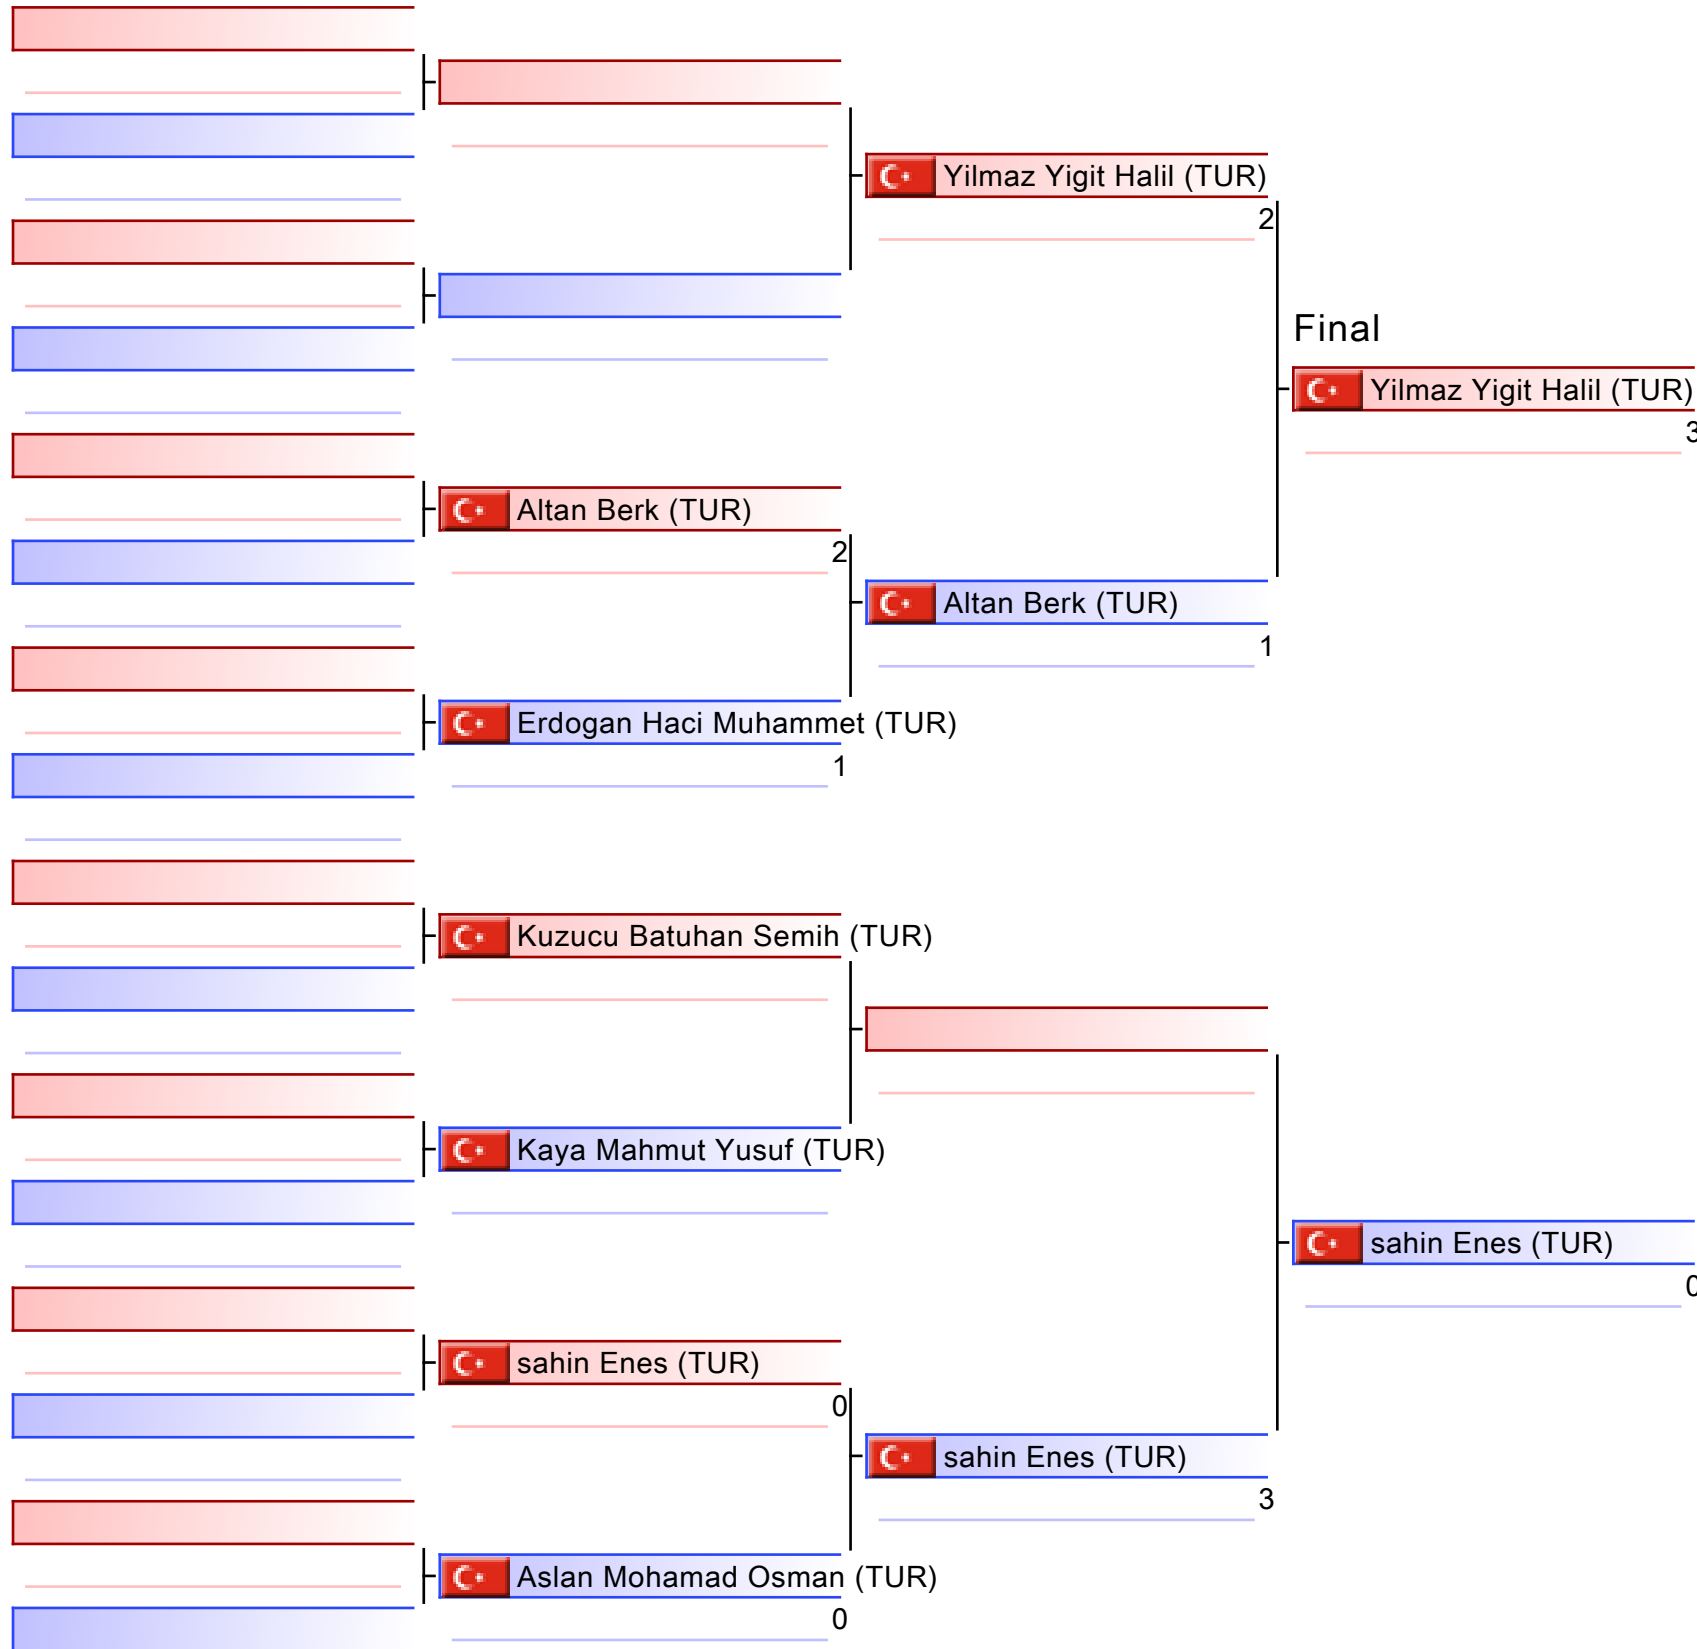 Yilmaz Yigit Halil (TUR)
2
Final
Yilmaz Yigit Halil (TUR)
3
Altan Berk (TUR)
2
Altan Berk (TUR)
1
Erdogan Haci Muhammet (TUR)
1
Kuzucu Batuhan Semih (TUR)
Kaya Mahmut Yusuf (TUR)
sahin Enes (TUR)
0
sahin Enes (TUR)
0
sahin Enes (TUR)
3
Aslan Mohamad Osman (TUR)
0